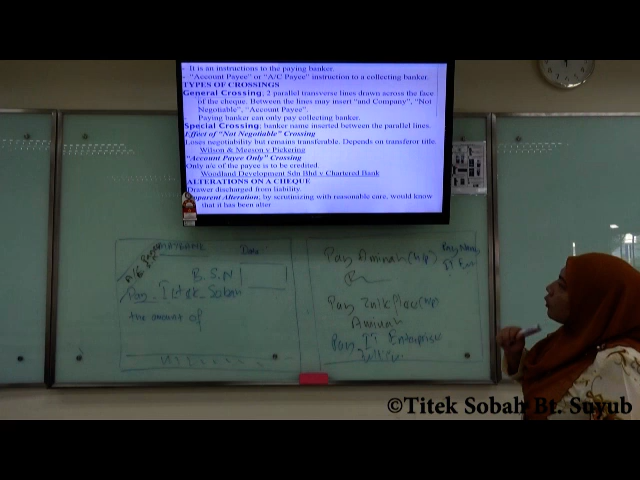 - It is an instructions to the paying banker.
- "Account Payee" or "A/C Payee" instruction to a collecting banker.
TYPES OF CROSSINGS
General Crossing; 2 parallel transverse lines drawn across the face
of the cheque. Between the lines may insert "and Company", "Not
Negotiable", "Account Payee".
- Paying banker can only pay collecting banker.
Special Crossing; banker name inserted between the parallel lines.
Effect of "Not Negotiable" Crossing
Loses negotiability but remains transferable. Depends on transferor title.
Wilson & Meeson v Pickering
"Account Payee Only" Crossing
Only a/c of the payee is to be credited.
Woodland Development Sdn Bhd v Chartered Bank
ALTERATIONS ON A CHEQUE
Drawer discharged from liability.
Apparent Alteration; by scrutinizing with reasonable care, would know
that it has been alter
A/C Payee
MAYBANK
Date:
B.S.N
Pay Titek Sobah
the amount of
Pay Aminah
Pay
Aminah
Pay Enterprise
©Titek Sobah Bt. Suyub